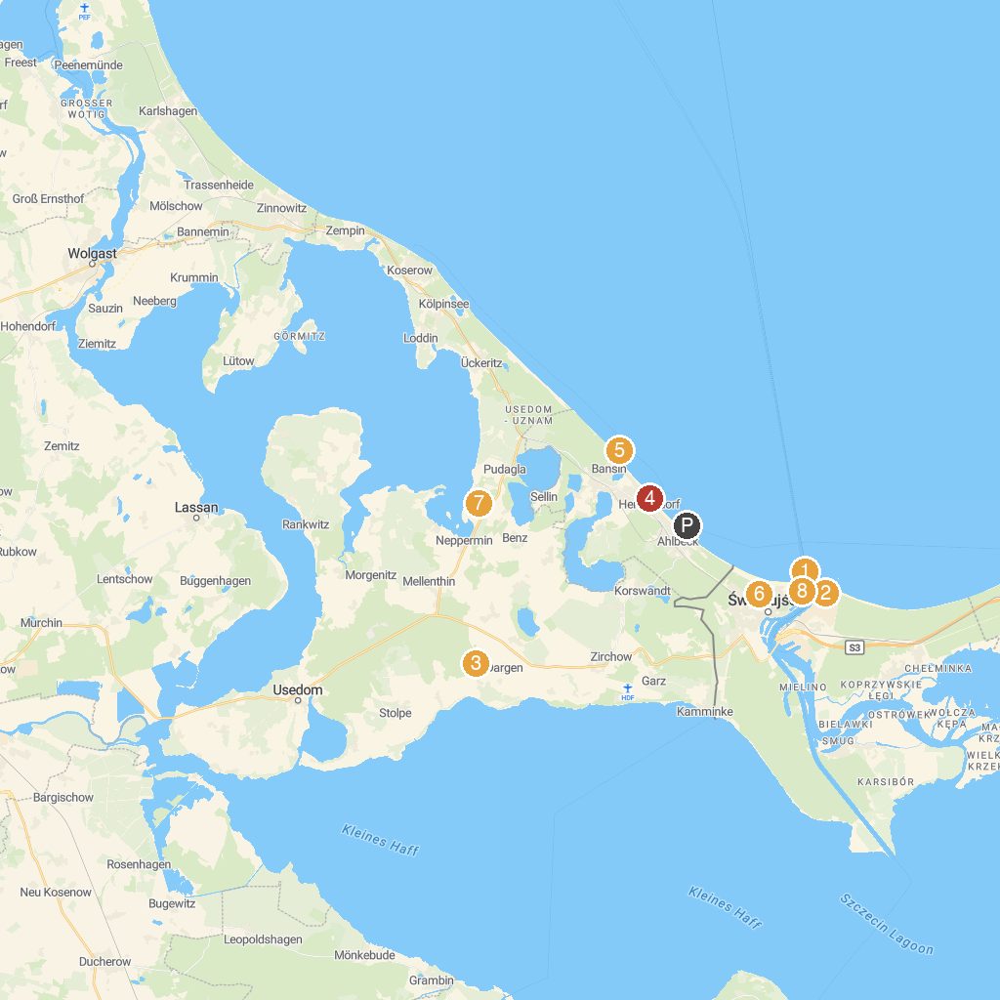 PEF
Freest
Peenemünde
GROSSER
WOTIG
Karlshagen
Trassenheide
Groß Ernsthof
Mölschow
Zinnowitz
Bannemin
Zempin
Wolgast
Koserow
Krummin
Neeberg
Kölpinsee
Sauzin
Hohendorf
Ziemitz
GÖRMITZ
Loddin
Lütow
Ückeritz
USEDOM
- UZNAM
Zemitz
5
Pudagla
Bansin
Sellin
4
Lassan
7
Rankwitz
P
Neppermin
Benz
Ahlbeck
Rubkow
Lentschow
Buggenhagen
Morgenitz
Mellenthin
Korswandt
1
6
8
2
Murchin
S3
Zirchow
3
Dargen
CHEŁMINKA
Garz
MIELINO
KOPRZYWSKIE
ŁĘGI
Usedom
HDF
Stolpe
Kamminke
OSTRÓWEK
WOŁCZA
KĘPA
BIELAWKI
SMUG
KARSIBÓR
Bargischow
Kleines Haff
Rosenhagen
Neu Kosenow
Bugewitz
Kleines Haff
Szczecin Lagoon
Leopoldshagen
Mönkebude
Ducherow
Grambin